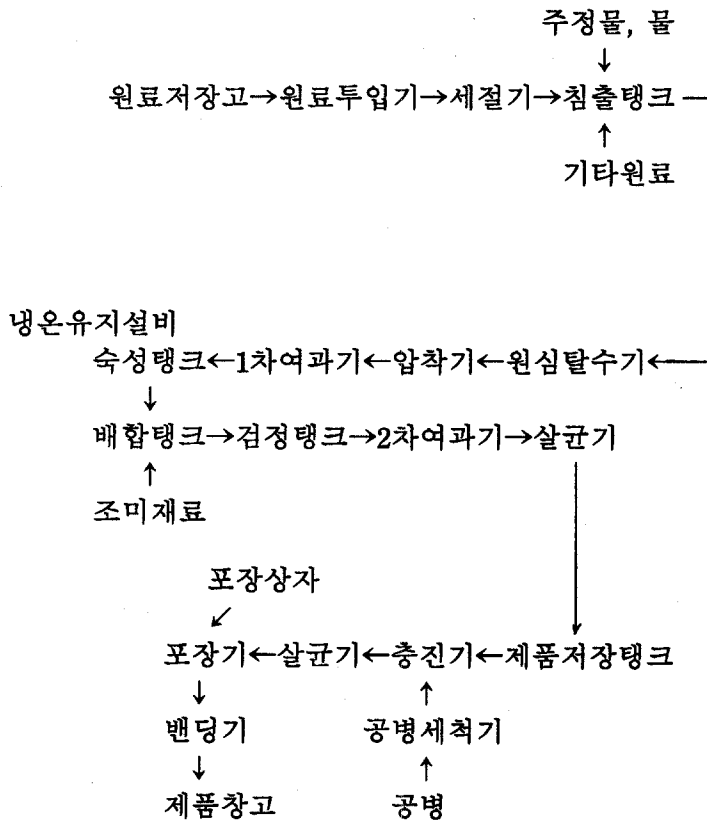 주정물, 물
↓
원료저장고→원료투입기→세절기→침출탱크—
↑
기타원료
냉온유지설비
숙성탱크←1차여과기←압착기←원심탈수기←—
↓
배합탱크→검정탱크→2차여과기→살균기
↑
조미재료
포장상자
↙
포장기←살균기←충진기←제품저장탱크
↓ ↑
밴딩기 공병세척기
↓ ↑
제품창고 공병